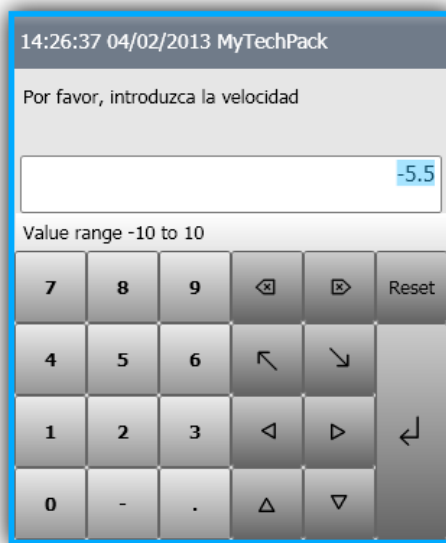 14:26:37 04/02/2013 MyTechPack
Por favor, introduzca la velocidad
-5.5
Value range -10 to 10
7 8 9 Reset
4 5 6
1 2 3
0 - .